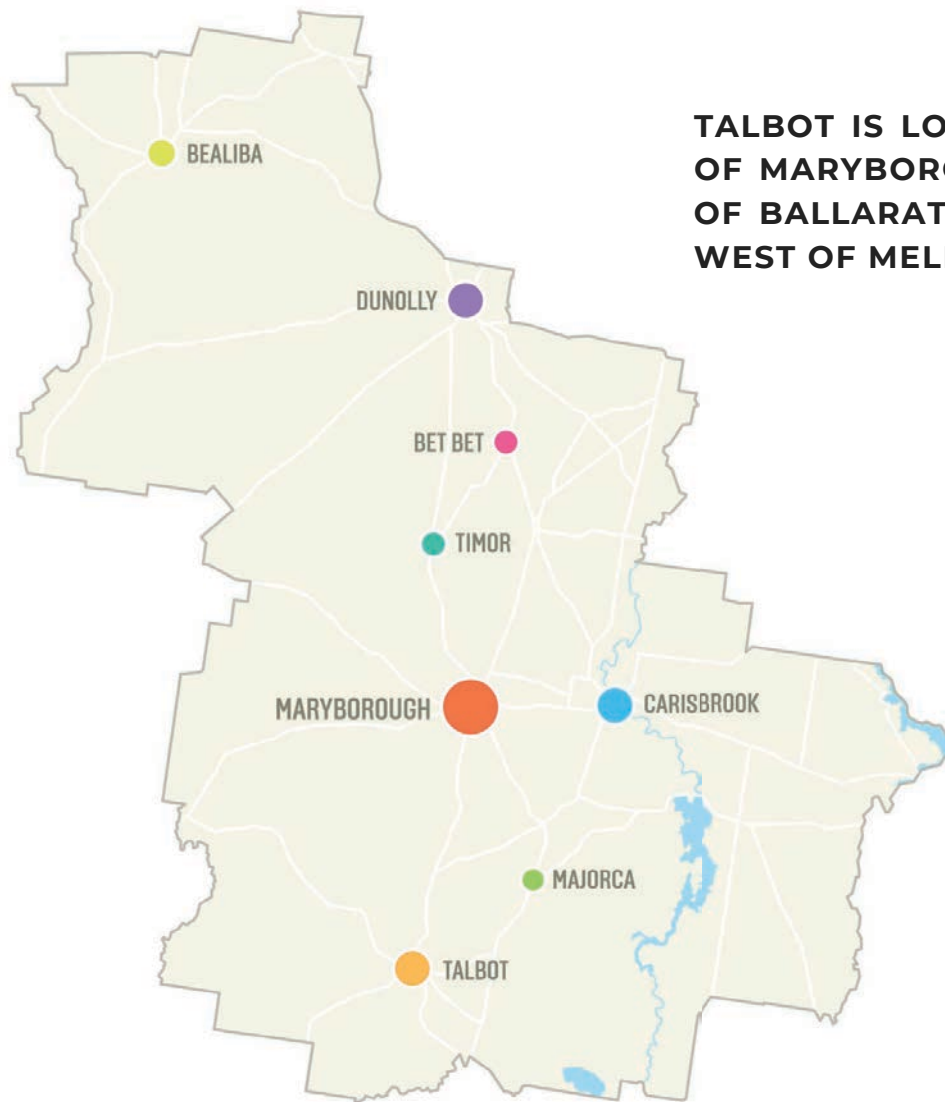 TALBOT IS LO
OF MARYBORO
OF BALLARAT
WEST OF MEL
BEALIBA
DUNOLLY
BET BET
TIMOR
MARYBOROUGH
CARISBROOK
MAJORCA
TALBOT